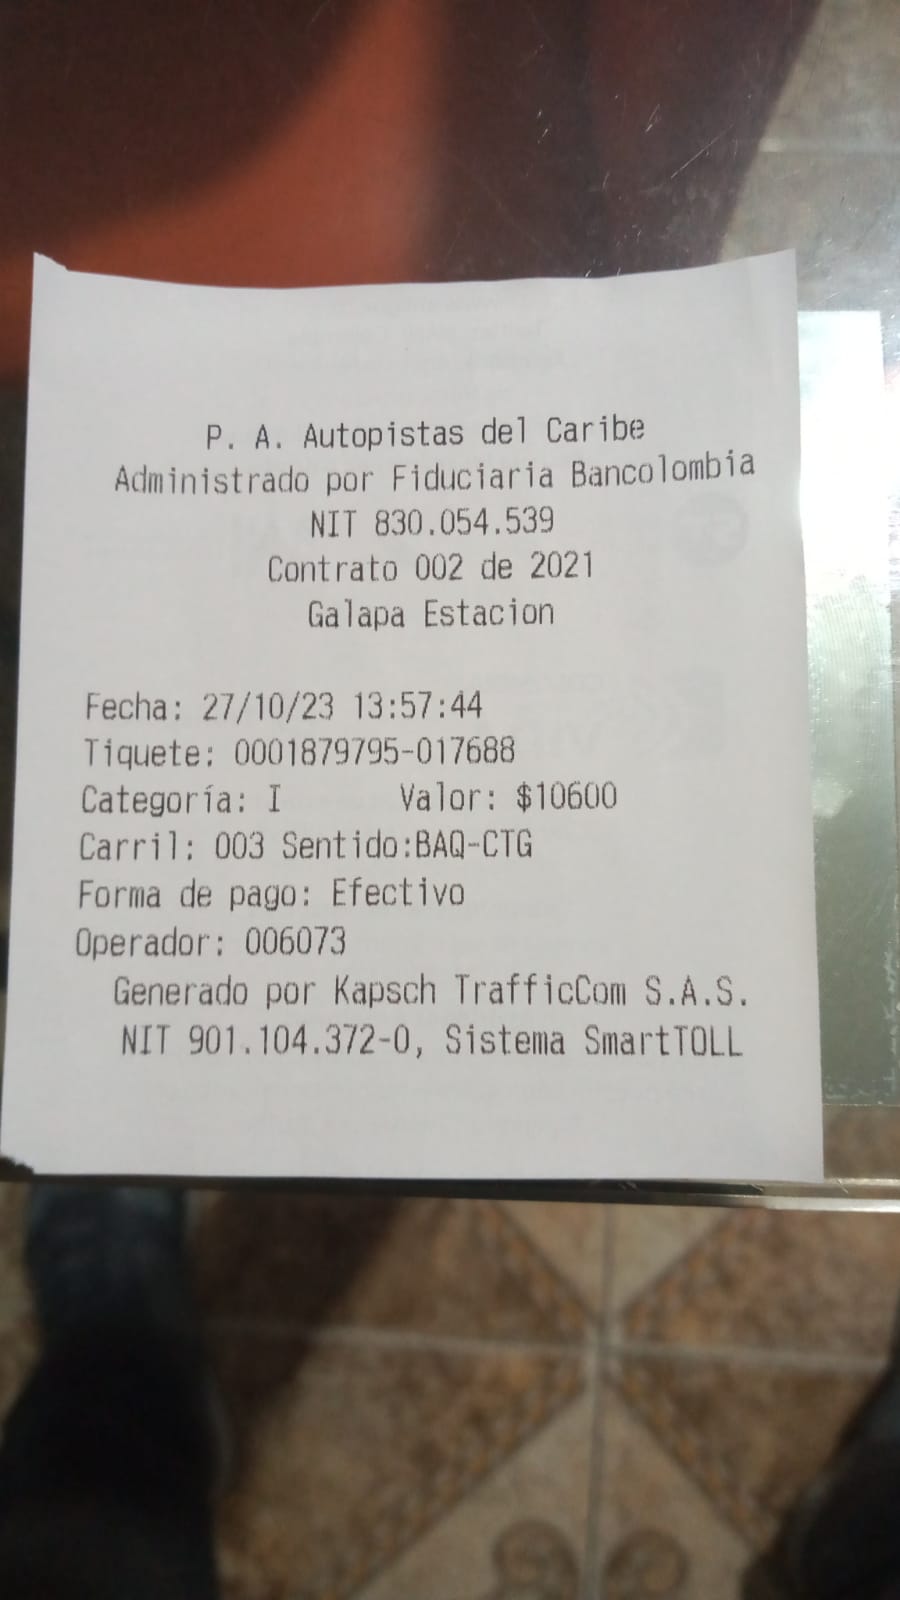 P. A. Autopistas del Caribe
Administrado por Fiduciaria Bancolombia
NIT 830.054.539
Contrato 002 de 2021
Galapa Estacion
Fecha: 27/10/23 13:57:44
Tiquete: 0001879795-017688
Categoría: I Valor: $10600
Carril: 003 Sentido:BAQ-CTG
Forma de pago: Efectivo
Operador: 006073
Generado por Kapsch TrafficCom S.A.S.
NIT 901.104.372-0, Sistema SmartTOLL